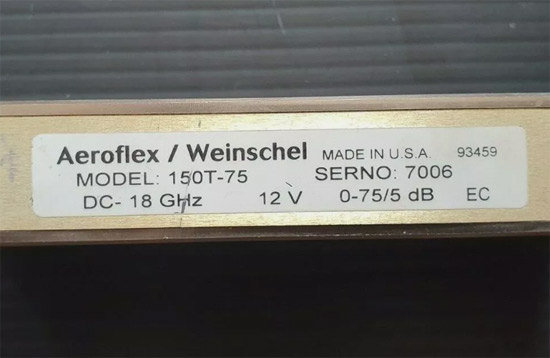 Aeroflex / Weinschel MADE IN U.S.A. 93459
MODEL: 150T-75 SERNO: 7006
DC- 18 GHz 12 V 0-75/5 dB EC